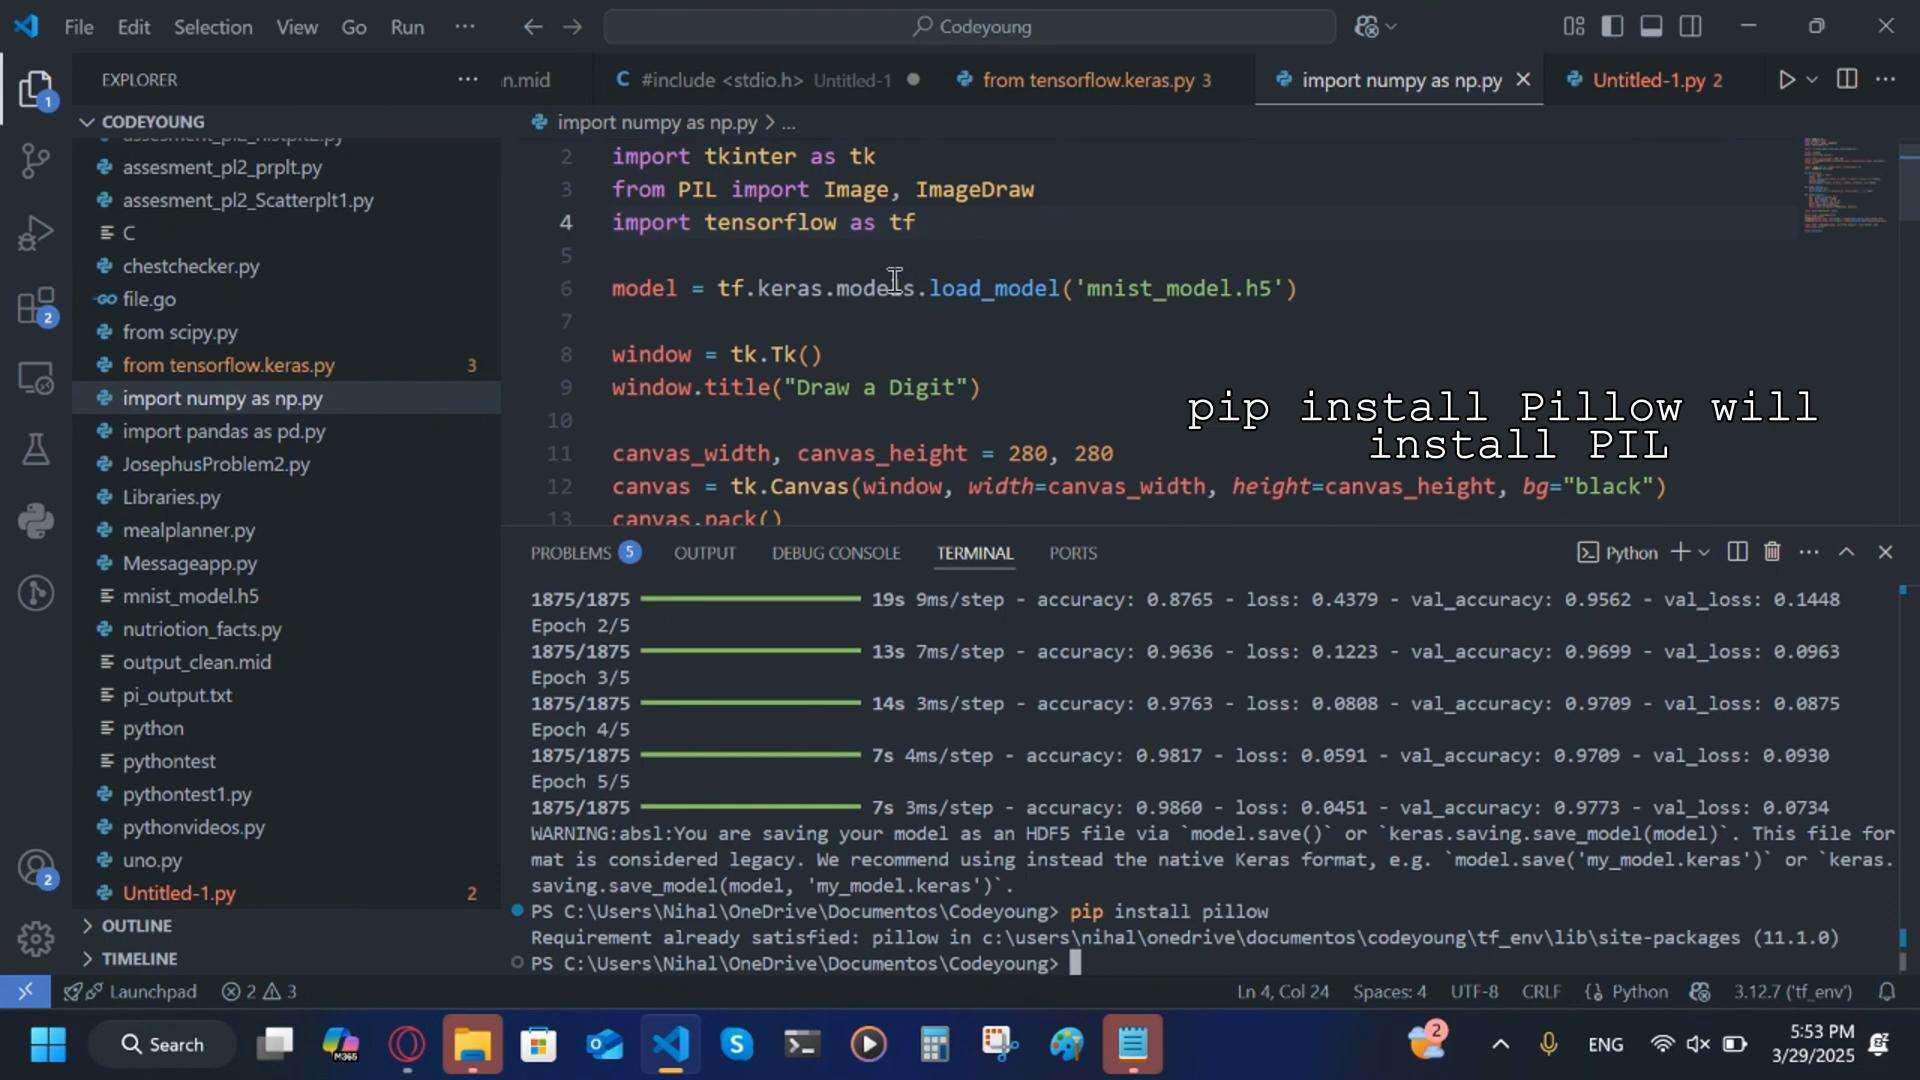 File Edit Selection View Go Run ··· Codeyoung
EXPLORER ···
n.mid
#include <stdio.h> Untitled-1
from tensorflow.keras.py 3
import numpy as np.py
Untitled-1.py 2
import numpy as np.py > ...
1
CODEYOUNG
assesment_pl2_prplt.py
assesment_pl2_Scatterplt1.py
C
chestchecker.py
file.go
from scipy.py
from tensorflow.keras.py 3
import numpy as np.py
import pandas as pd.py
JosephusProblem2.py
Libraries.py
mealplanner.py
Messageapp.py
mnist_model.h5
nutriotion_facts.py
output_clean.mid
pi_output.txt
python
pythontest
pythontest1.py
pythonvideos.py
uno.py
Untitled-1.py 2
OUTLINE
TIMELINE
2
2
2 import tkinter as tk
3 from PIL import Image, ImageDraw
4 import tensorflow as tf
5
6 model = tf.keras.models.load_model('mnist_model.h5')
7
8 window = tk.Tk()
9 window.title("Draw a Digit")
10
11 canvas_width, canvas_height = 280, 280
12 canvas = tk.Canvas(window, width=canvas_width, height=canvas_height, bg="black")
13 canvas.pack()
pip install Pillow will
install PIL
PROBLEMS 5 OUTPUT DEBUG CONSOLE TERMINAL PORTS Python
1875/1875 19s 9ms/step - accuracy: 0.8765 - loss: 0.4379 - val_accuracy: 0.9562 - val_loss: 0.1448
Epoch 2/5
1875/1875 13s 7ms/step - accuracy: 0.9636 - loss: 0.1223 - val_accuracy: 0.9699 - val_loss: 0.0963
Epoch 3/5
1875/1875 14s 3ms/step - accuracy: 0.9763 - loss: 0.0808 - val_accuracy: 0.9709 - val_loss: 0.0875
Epoch 4/5
1875/1875 7s 4ms/step - accuracy: 0.9817 - loss: 0.0591 - val_accuracy: 0.9709 - val_loss: 0.0930
Epoch 5/5
1875/1875 7s 3ms/step - accuracy: 0.9860 - loss: 0.0451 - val_accuracy: 0.9773 - val_loss: 0.0734
WARNING:absl:You are saving your model as an HDF5 file via `model.save()` or `keras.saving.save_model(model)`. This file for
mat is considered legacy. We recommend using instead the native Keras format, e.g. `model.save('my_model.keras')` or `keras.
saving.save_model(model, 'my_model.keras')`.
PS C:\Users\Nihal\OneDrive\Documentos\Codeyoung> pip install pillow
Requirement already satisfied: pillow in c:\users\nihal\onedrive\documentos\codeyoung\tf_env\lib\site-packages (11.1.0)
PS C:\Users\Nihal\OneDrive\Documentos\Codeyoung>
Launchpad 2 3 Ln 4, Col 24 Spaces: 4 UTF-8 CRLF Python 3.12.7 ('tf_env')
Search
M365
2
ENG
5:53 PM
3/29/2025